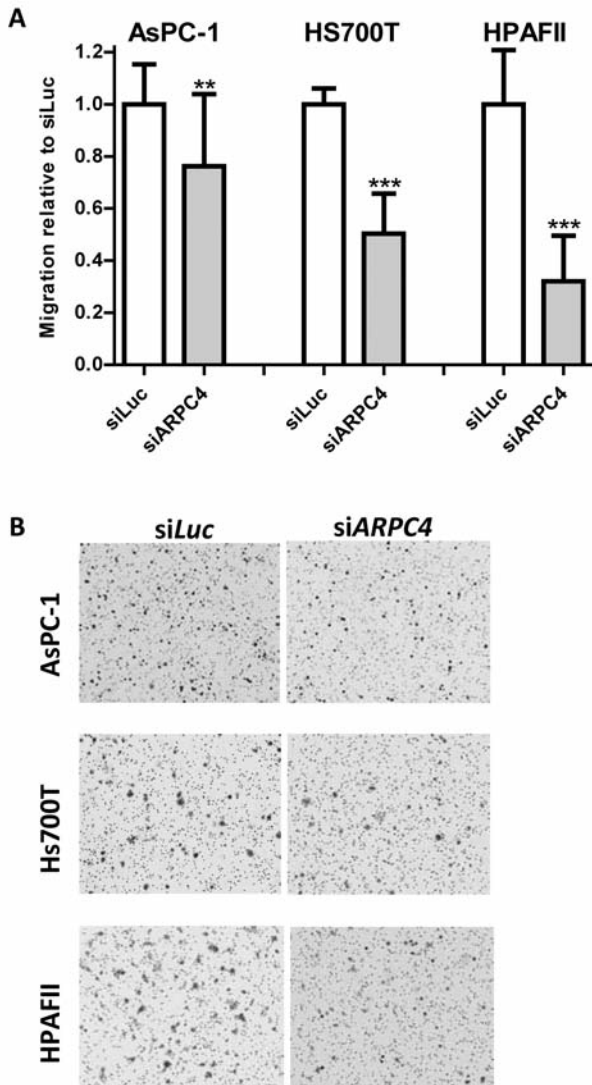 A
AsPC-1 HS700T HPAFII
Migration relative to siLuc
1.2
1.0
0.8
0.6
0.4
0.2
0.0
** *** ***
siLuc siARPC4 siLuc siARPC4 siLuc siARPC4
B
siLuc siARPC4
AsPC-1
Hs700T
HPAFII